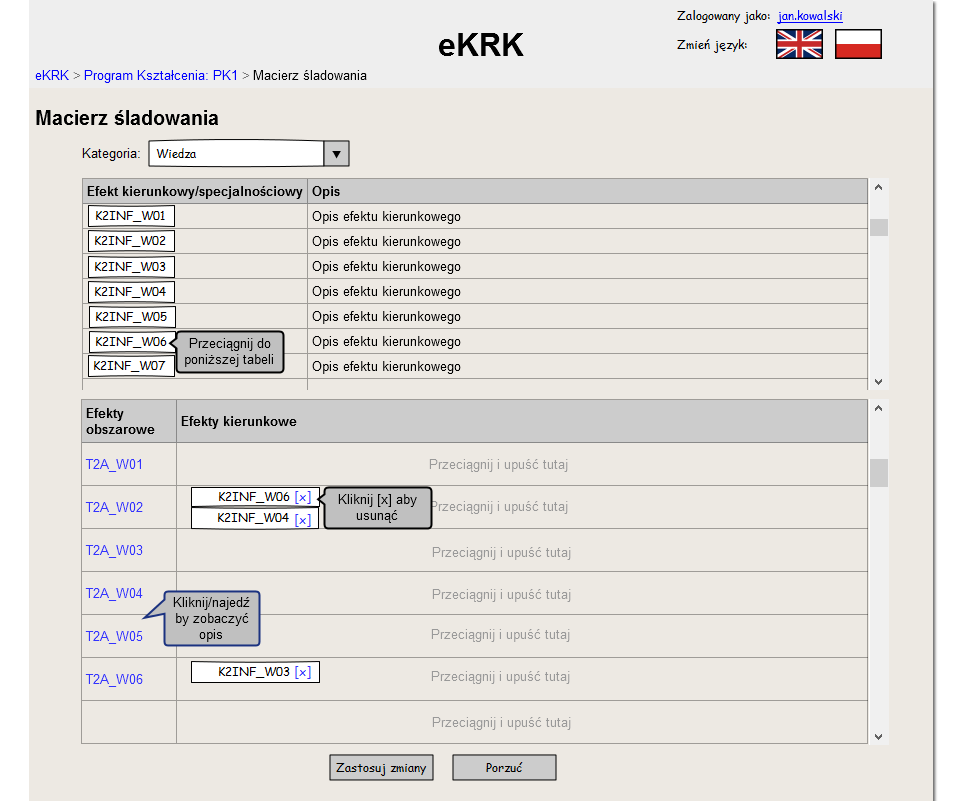 Zalogowany jako: jan.kowalski
eKRK
Zmień język:
eKRK > Program Kształcenia: PK1 > Macierz śladowania
Macierz śladowania
Kategoria: Wiedza
Efekt kierunkowy/specjalnościowy Opis
K2INF_W01 Opis efektu kierunkowego
K2INF_W02 Opis efektu kierunkowego
K2INF_W03 Opis efektu kierunkowego
K2INF_W04 Opis efektu kierunkowego
K2INF_W05 Opis efektu kierunkowego
K2INF_W06 Opis efektu kierunkowego
Przeciągnij do
poniższej tabeli
K2INF_W07 Opis efektu kierunkowego
Efekty
obszarowe
Efekty kierunkowe
T2A_W01 Przeciągnij i upuść tutaj
T2A_W02
K2INF_W06 [x]
K2INF_W04 [x]
Kliknij [x] aby
usunąć
Przeciągnij i upuść tutaj
T2A_W03 Przeciągnij i upuść tutaj
T2A_W04 Przeciągnij i upuść tutaj
Kliknij/najedź
by zobaczyć
opis
T2A_W05 Przeciągnij i upuść tutaj
T2A_W06 K2INF_W03 [x] Przeciągnij i upuść tutaj
Przeciągnij i upuść tutaj
Zastosuj zmiany Porzuć